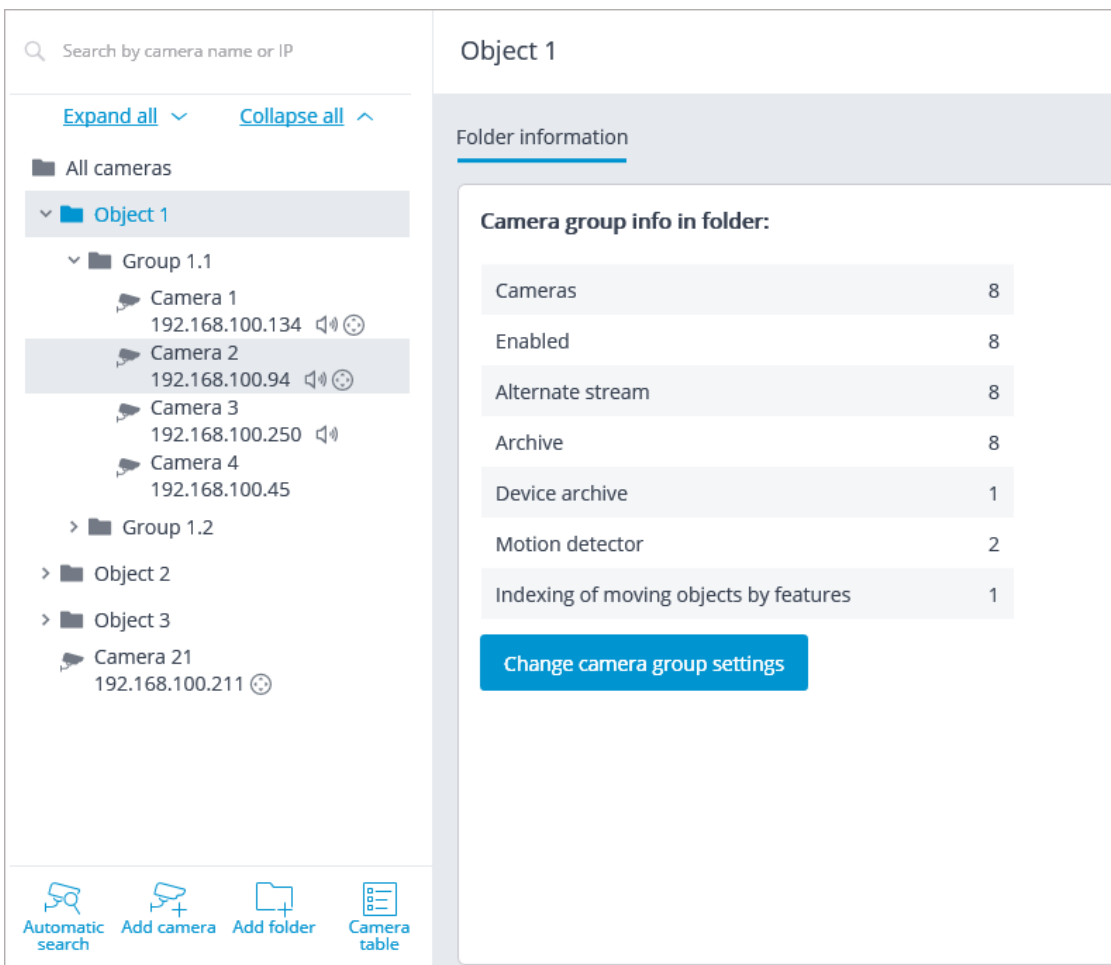 Search by camera name or IP
Expand all
Collapse all
All cameras
Object 1
Group 1.1
Camera 1
192.168.100.134
Camera 2
192.168.100.94
Camera 3
192.168.100.250
Camera 4
192.168.100.45
Group 1.2
Object 2
Object 3
Camera 21
192.168.100.211
Automatic
search
Add camera
Add folder
Camera
table
Object 1
Folder information
Camera group info in folder:
Cameras 8
Enabled 8
Alternate stream 8
Archive 8
Device archive 1
Motion detector 2
Indexing of moving objects by features 1
Change camera group settings